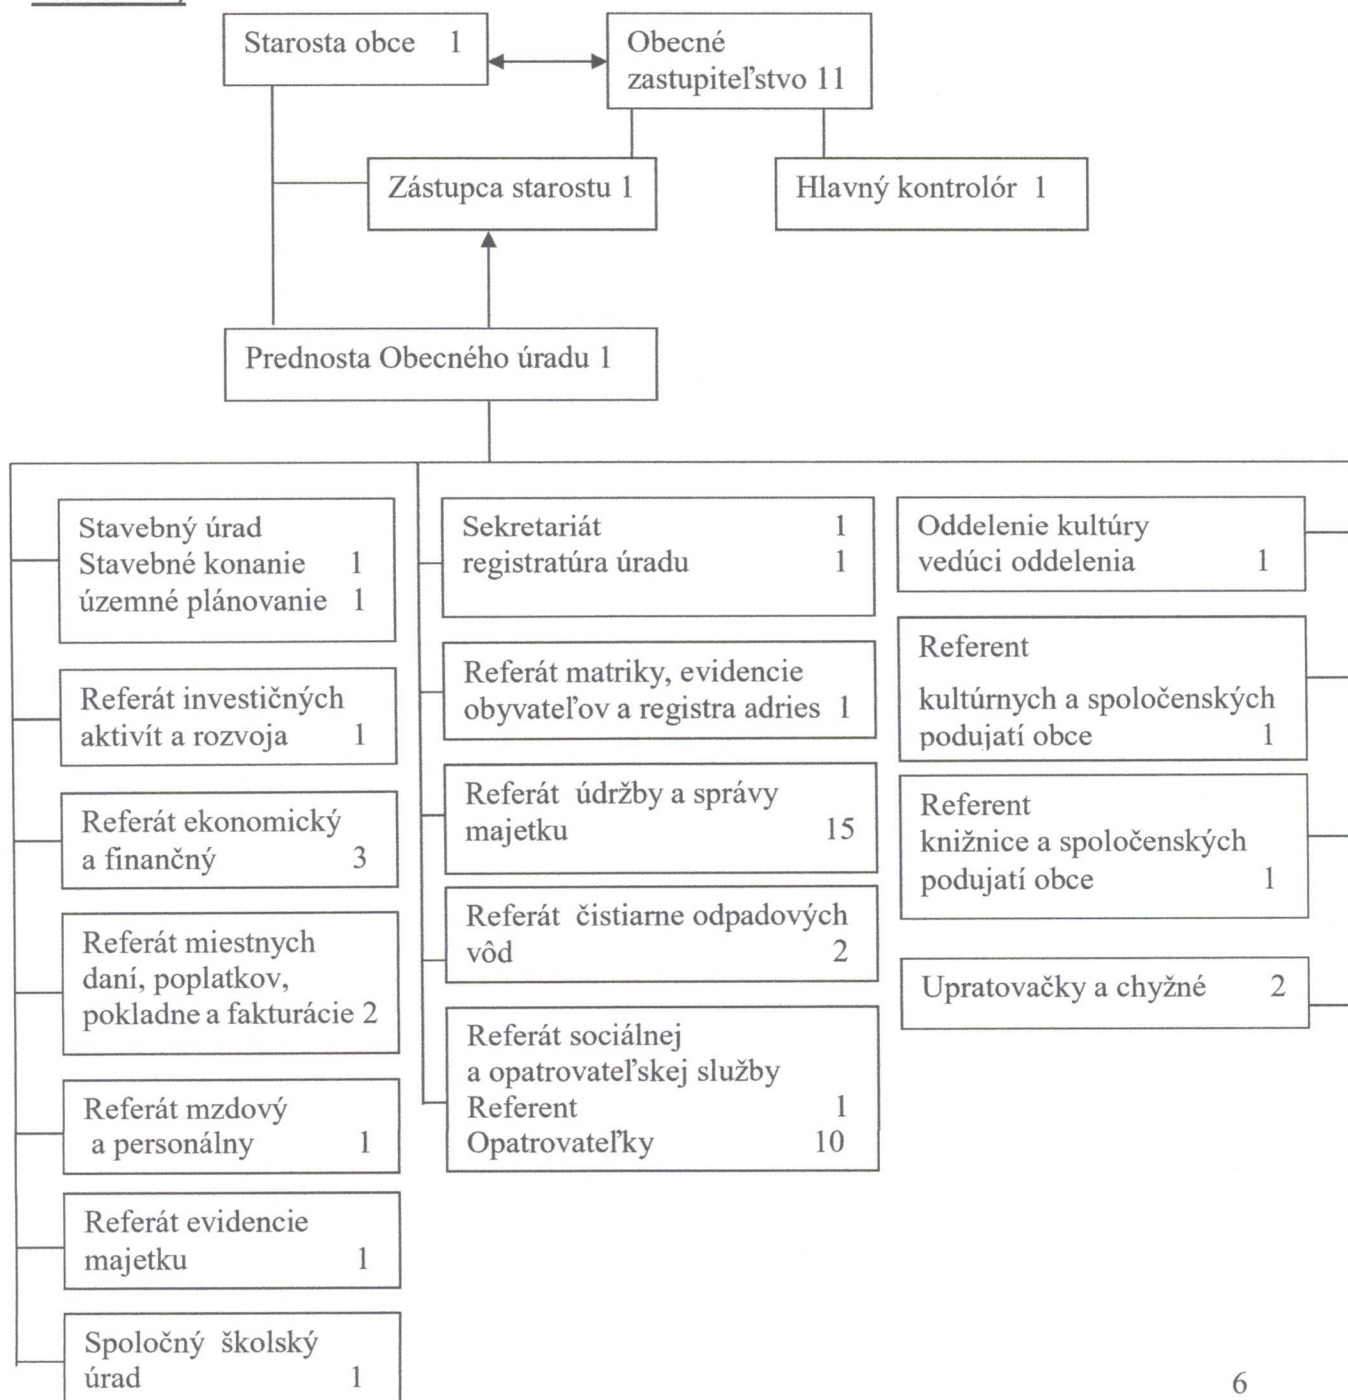 Starosta obce 1
Obecné
zastupiteľstvo 11
Zástupca starostu 1
Hlavný kontrolór 1
Prednosta Obecného úradu 1
Stavebný úrad
Stavebné konanie 1
územné plánovanie 1
Referát investičných
aktivít a rozvoja 1
Referát ekonomický
a finančný 3
Referát miestnych
daní, poplatkov,
pokladne a fakturácie 2
Referát mzdový
a personálny 1
Referát evidencie
majetku 1
Spoločný školský
úrad 1
Sekretariát 1
registratúra úradu 1
Referát matriky, evidencie
obyvateľov a registra adries 1
Referát údržby a správy
majetku 15
Referát čistiarne odpadových
vôd 2
Referát sociálnej
a opatrovateľskej služby
Referent 1
Opatrovateľky 10
Oddelenie kultúry
vedúci oddelenia 1
Referent
kultúrnych a spoločenských
podujatí obce 1
Referent
knižnice a spoločenských
podujatí obce 1
Upratovačky a chyžné 2
6